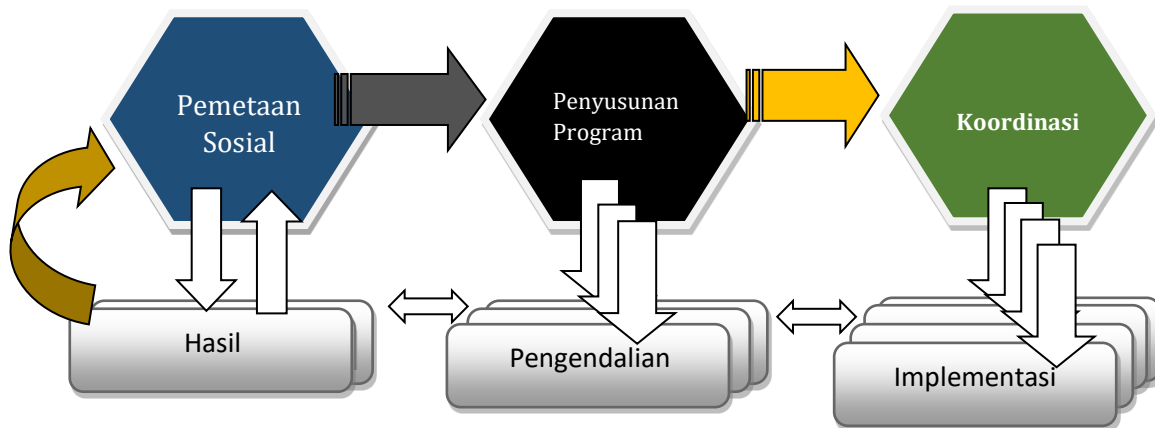 Pemetaan
Sosial
Penyusunan
Program
Koordinasi
Hasil
Pengendalian
Implementasi